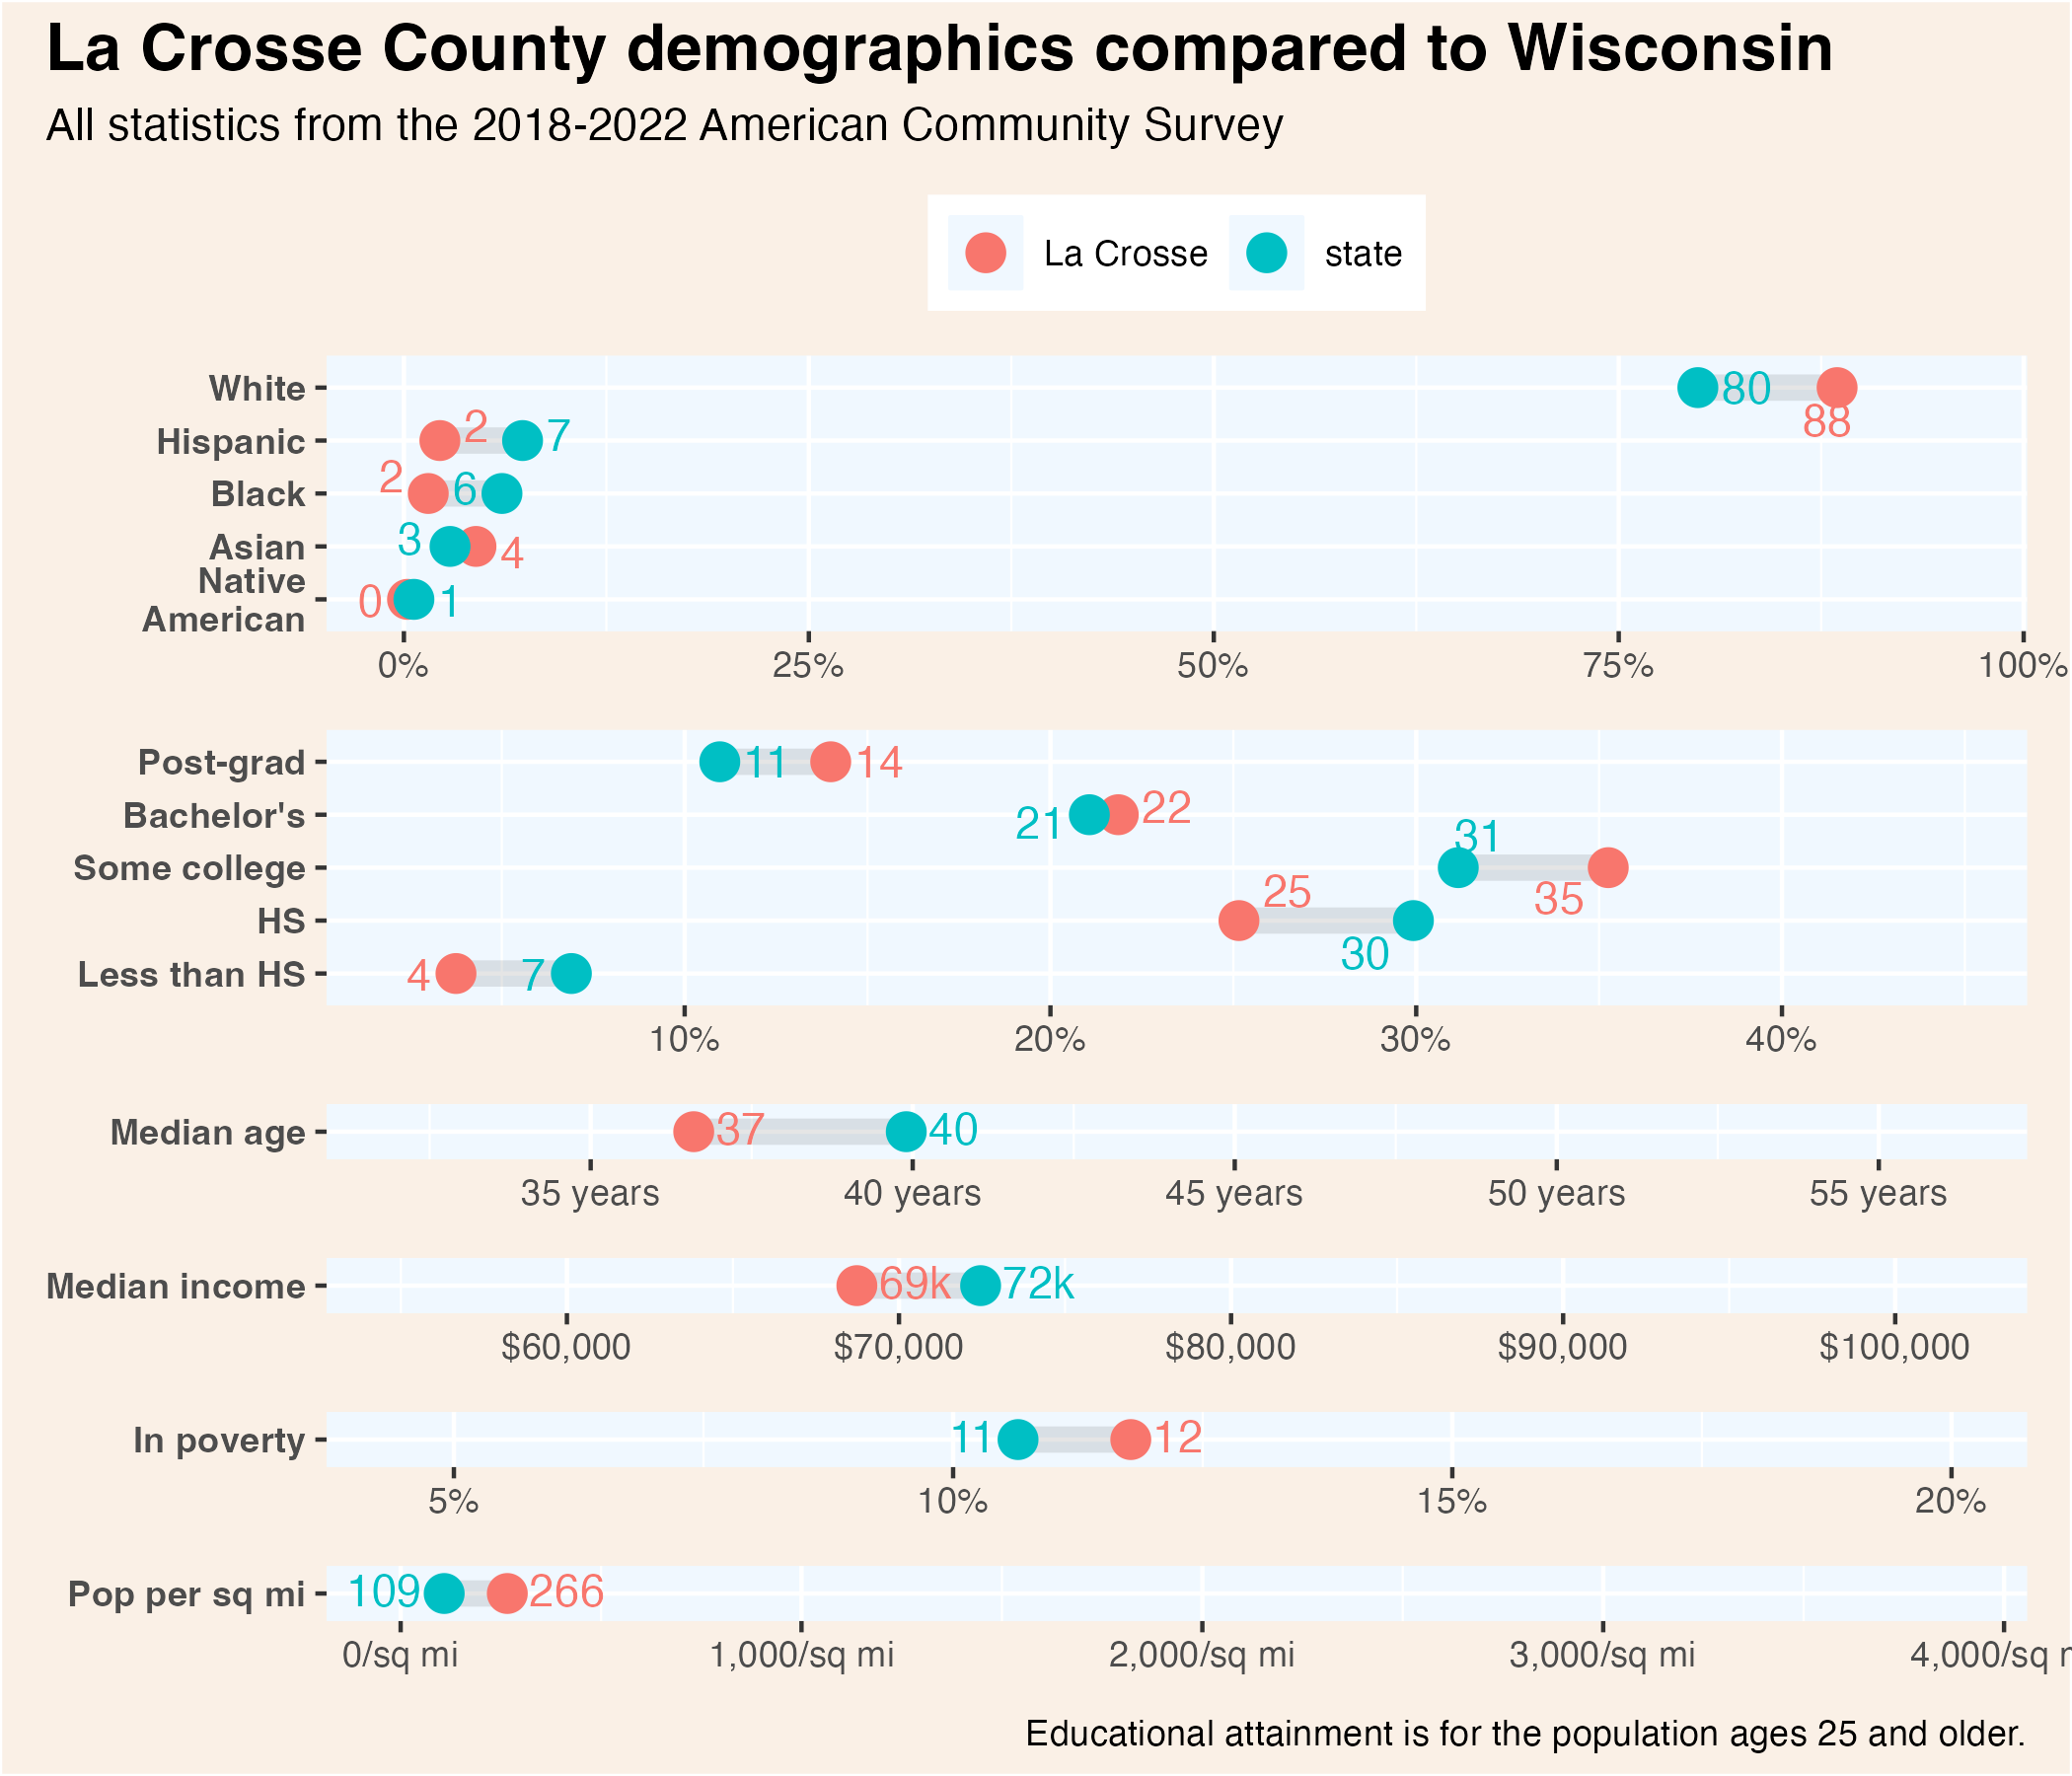 La Crosse County demographics compared to Wisconsin
All statistics from the 2018-2022 American Community Survey
La Crosse state
White 80 88
Hispanic 2 7
Black 2 6
Asian 3 4
Native
American 0 1
0% 25% 50% 75% 100%
Post-grad 11 14
Bachelor's 21 22
Some college 31 35
HS 25 30
Less than HS 4 7
10% 20% 30% 40%
Median age 37 40
35 years 40 years 45 years 50 years 55 years
Median income 69k 72k
$60,000 $70,000 $80,000 $90,000 $100,000
In poverty 11 12
5% 10% 15% 20%
Pop per sq mi 109 266
0/sq mi 1,000/sq mi 2,000/sq mi 3,000/sq mi 4,000/sq
Educational attainment is for the population ages 25 and older.